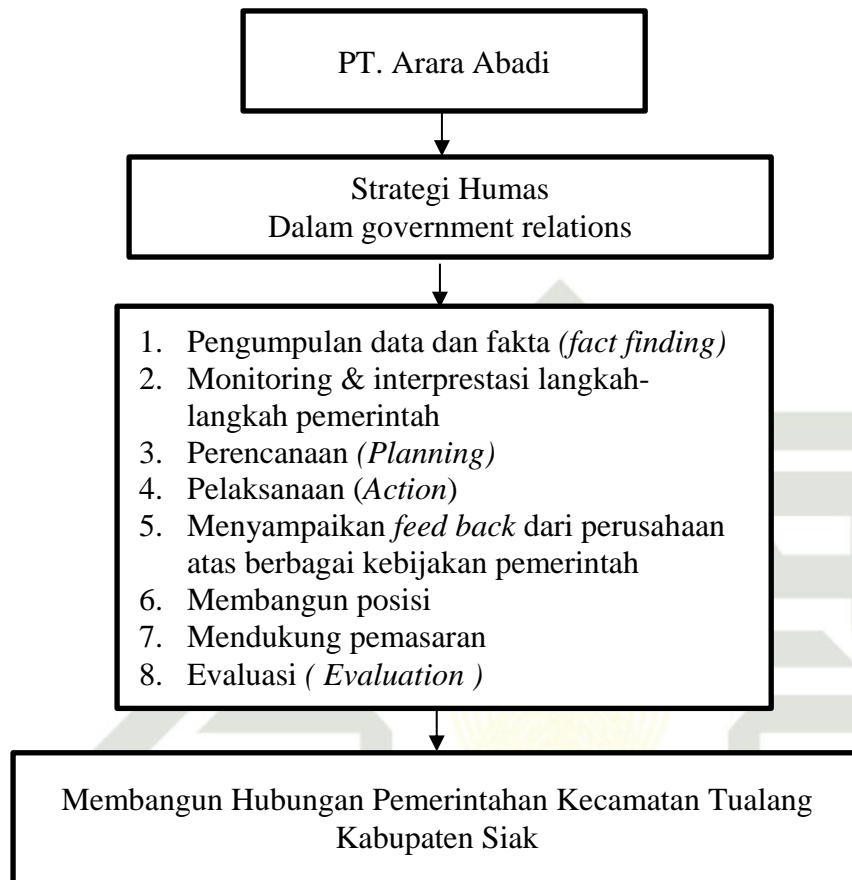 PT. Arara Abadi
Strategi Humas
Dalam government relations
1. Pengumpulan data dan fakta (fact finding)
2. Monitoring & interprestasi langkah-
langkah pemerintah
3. Perencanaan (Planning)
4. Pelaksanaan (Action)
5. Menyampaikan feed back dari perusahaan
atas berbagai kebijakan pemerintah
6. Membangun posisi
7. Mendukung pemasaran
8. Evaluasi ( Evaluation )
Membangun Hubungan Pemerintahan Kecamatan Tualang
Kabupaten Siak